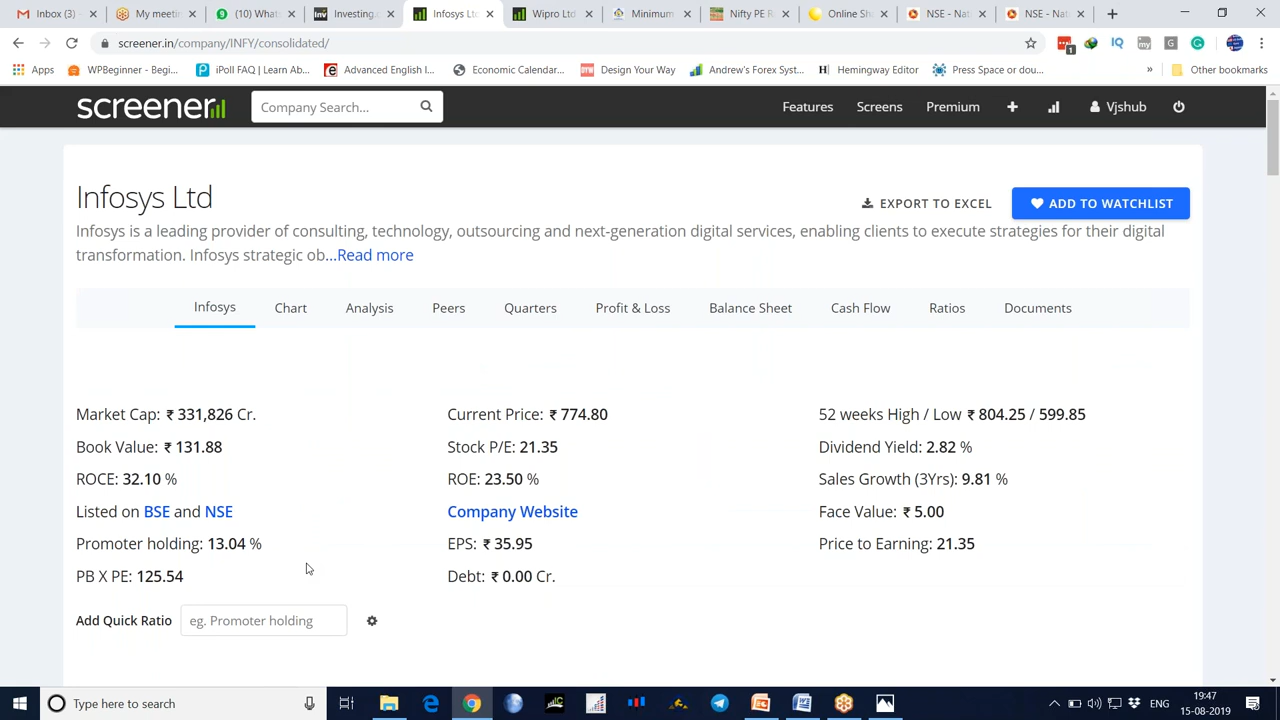 Inbox (3)
My meeting
(10) Whats
Investing.c
Infosys Ltd
Wipro Ltd
Minimum
Nifty PE R
Online Sha
NSE - Nati
NSE - Nati
screener.in/company/INFY/consolidated/
Apps
WPBeginner - Begi...
iPoll FAQ | Learn Ab...
Advanced English I...
Economic Calendar...
Design Your Way
Andrew's Forex Syst...
Hemingway Editor
Press Space or dou...
»
Other bookmarks
screener
Company Search...
Features
Screens
Premium
Vjshub
Infosys Ltd
EXPORT TO EXCEL
ADD TO WATCHLIST
Infosys is a leading provider of consulting, technology, outsourcing and next-generation digital services, enabling clients to execute strategies for their digital
transformation. Infosys strategic ob...Read more
Infosys Chart Analysis Peers Quarters Profit & Loss Balance Sheet Cash Flow Ratios Documents
Market Cap: ₹ 331,826 Cr. Current Price: ₹ 774.80 52 weeks High / Low ₹ 804.25 / 599.85
Book Value: ₹ 131.88 Stock P/E: 21.35 Dividend Yield: 2.82 %
ROCE: 32.10 % ROE: 23.50 % Sales Growth (3Yrs): 9.81 %
Listed on BSE and NSE Company Website Face Value: ₹ 5.00
Promoter holding: 13.04 % EPS: ₹ 35.95 Price to Earning: 21.35
PB X PE: 125.54 Debt: ₹ 0.00 Cr.
Add Quick Ratio eg. Promoter holding
Type here to search
ENG
19:47
15-08-2019